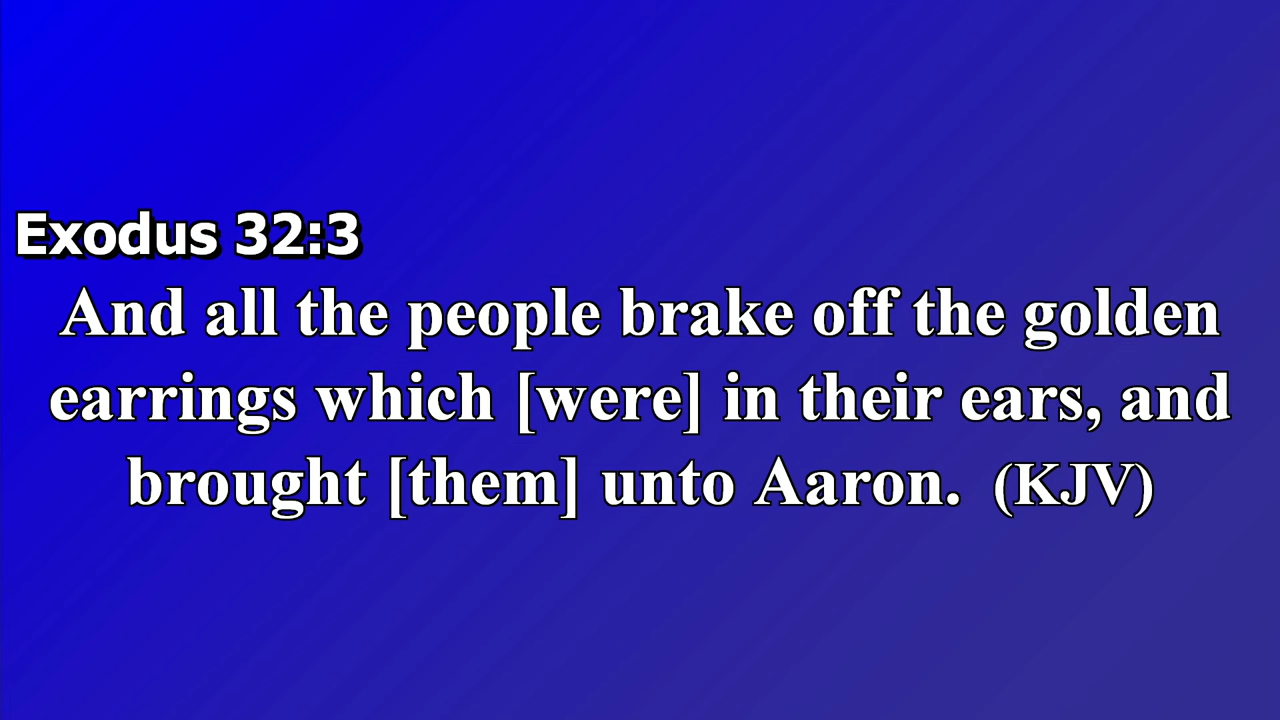 Exodus 32:3
And all the people brake off the golden
earrings which [were] in their ears, and
brought [them] unto Aaron.  (KJV)